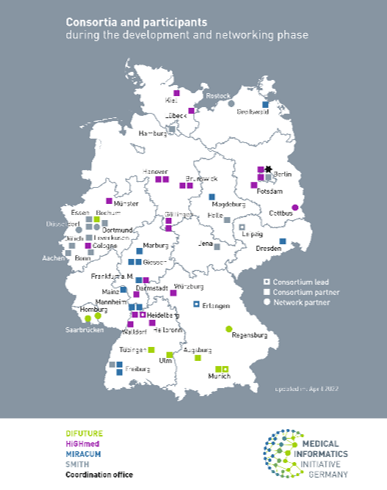 Consortia and participants
during the development and networking phase
Kiel
Rostock
Lübeck
Greifswald
Hamburg
Hanover
Brunswick
Berlin
Potsdam
Münster
Magdeburg
Cottbus
Essen
Bochum
Göttingen
Halle
Düsseldorf
Dortmund
Leipzig
Leverkusen
Cologne
Marburg
Jena
Dresden
Aachen
Bonn
Giessen
Frankfurt a.M.
Consortium lead
Consortium partner
Network partner
Mainz
Darmstadt
Würzburg
Mannheim
Erlangen
Homburg
Heidelberg
Saarbrücken
Walldorf
Heilbronn
Regensburg
Tübingen
Ulm
Augsburg
Freiburg
Munich
updated in: April 2022
DIFUTURE
HiGHmed
MIRACUM
SMITH
Coordination office
MEDICAL
INFORMATICS
INITIATIVE
GERMANY